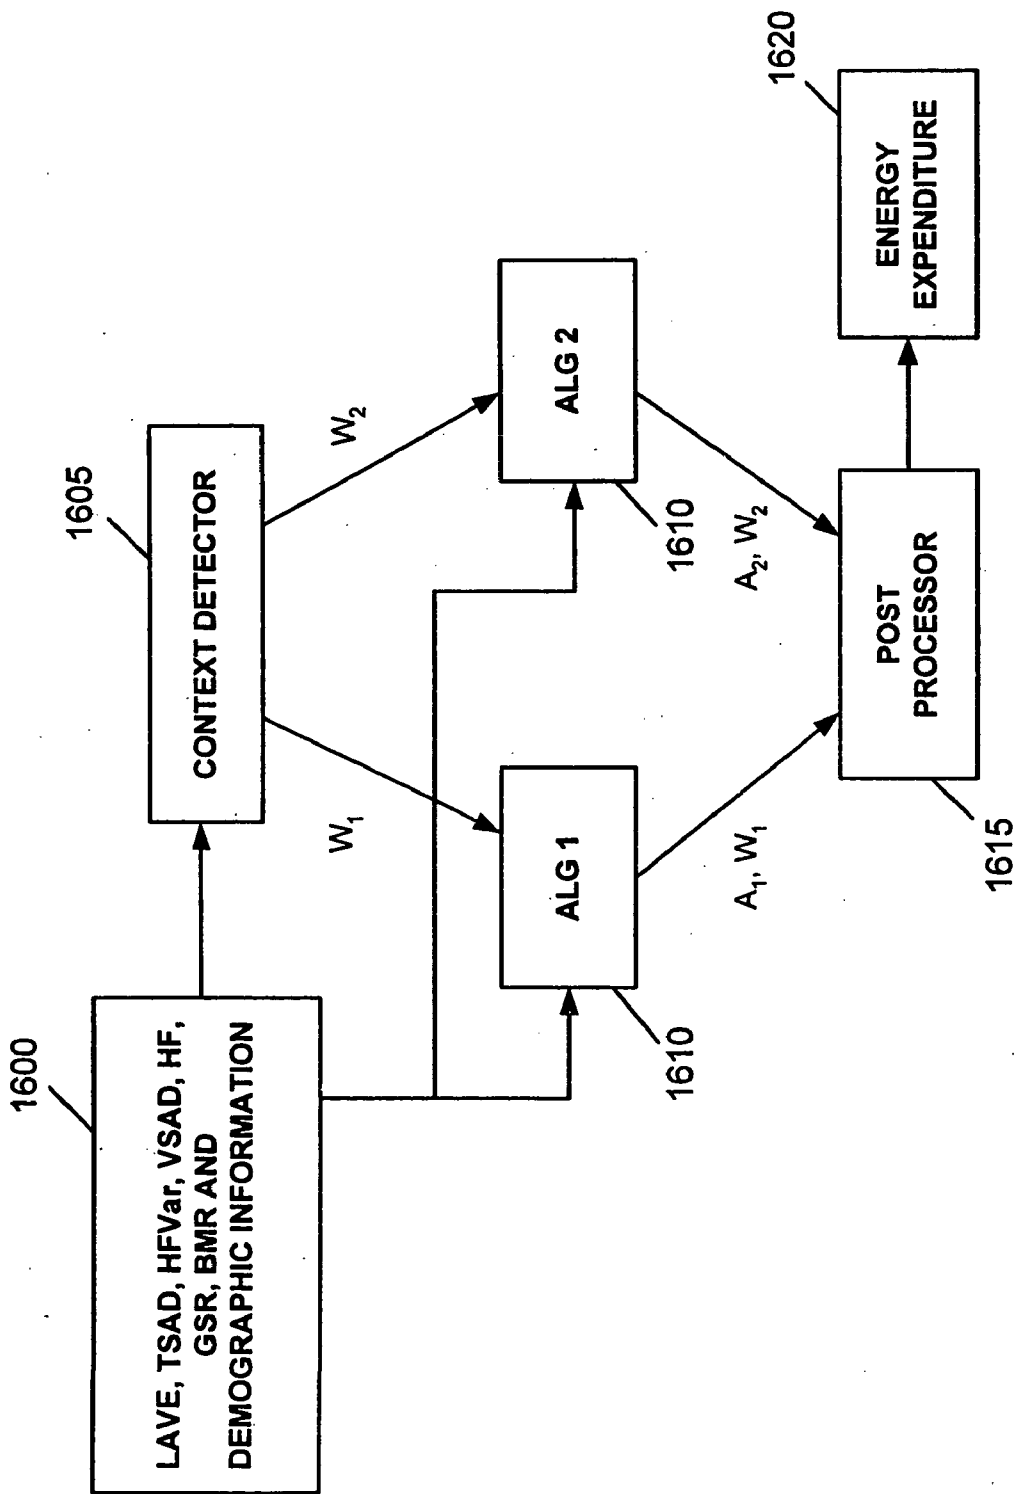 1600
LAVE, TSAD, HFVar, VSAD, HF,
GSR, BMR AND
DEMOGRAPHIC INFORMATION
1605
CONTEXT DETECTOR
W₁
W₂
ALG 1
1610
ALG 2
1610
A₁, W₁
A₂, W₂
POST
PROCESSOR
1615
ENERGY
EXPENDITURE
1620